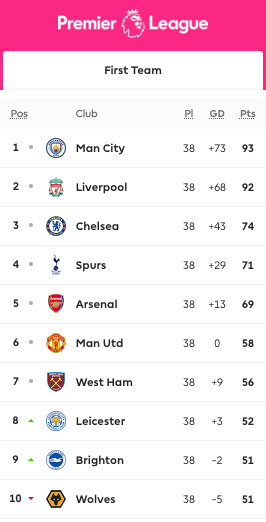 Premier League
First Team
Pos Club Pl GD Pts
1 Man City 38 +73 93
2 Liverpool 38 +68 92
3 Chelsea 38 +43 74
4 Spurs 38 +29 71
5 Arsenal 38 +13 69
6 Man Utd 38 0 58
7 West Ham 38 +9 56
8 Leicester 38 +3 52
9 Brighton 38 -2 51
10 Wolves 38 -5 51